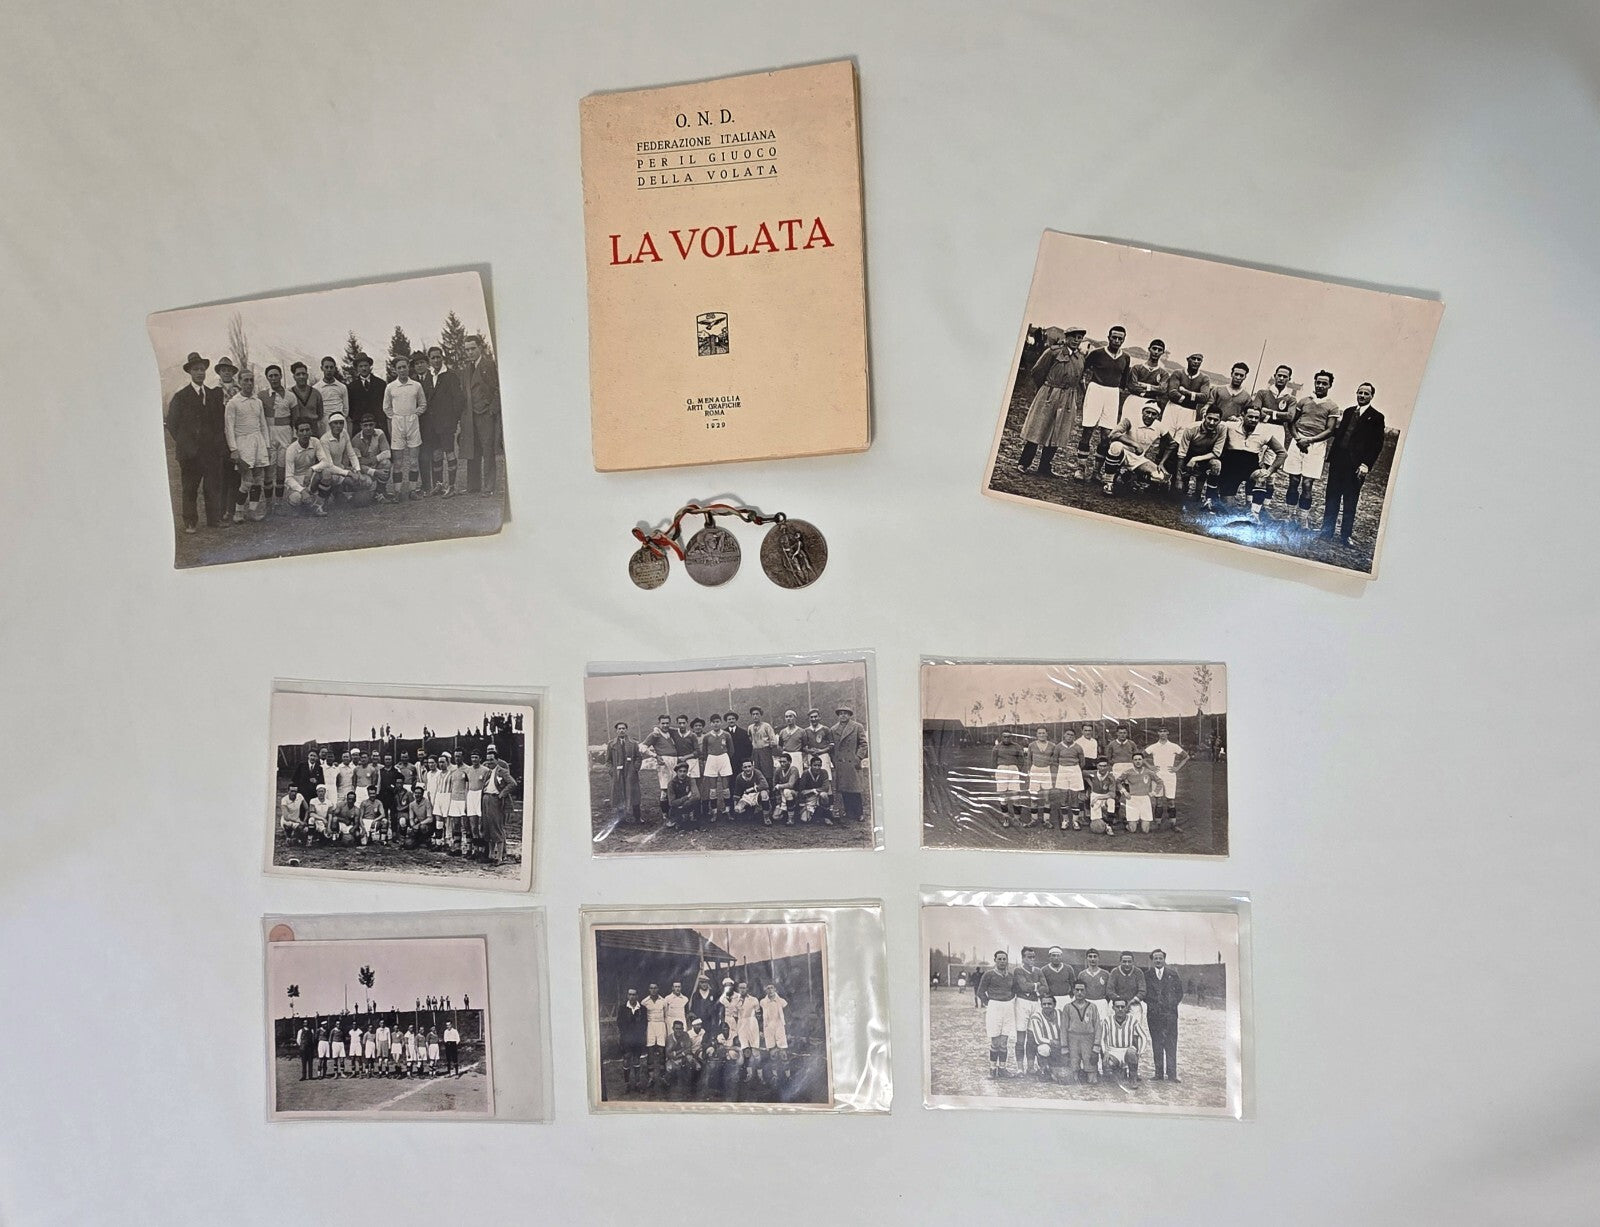 O. N. D.
FEDERAZIONE ITALIANA
PER IL GIUOCO
DELLA VOLATA
LA VOLATA
G. MENAGLIA
ARTI GRAFICHE
ROMA
1929